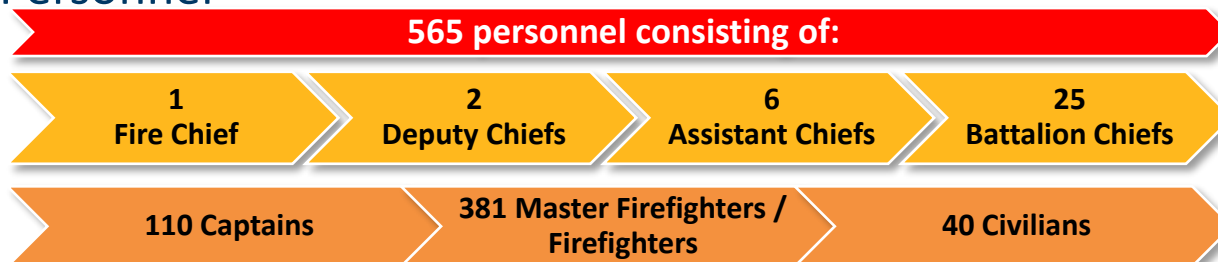 Personnel
565 personnel consisting of:
1
Fire Chief
2
Deputy Chiefs
6
Assistant Chiefs
25
Battalion Chiefs
110 Captains
381 Master Firefighters /
Firefighters
40 Civilians